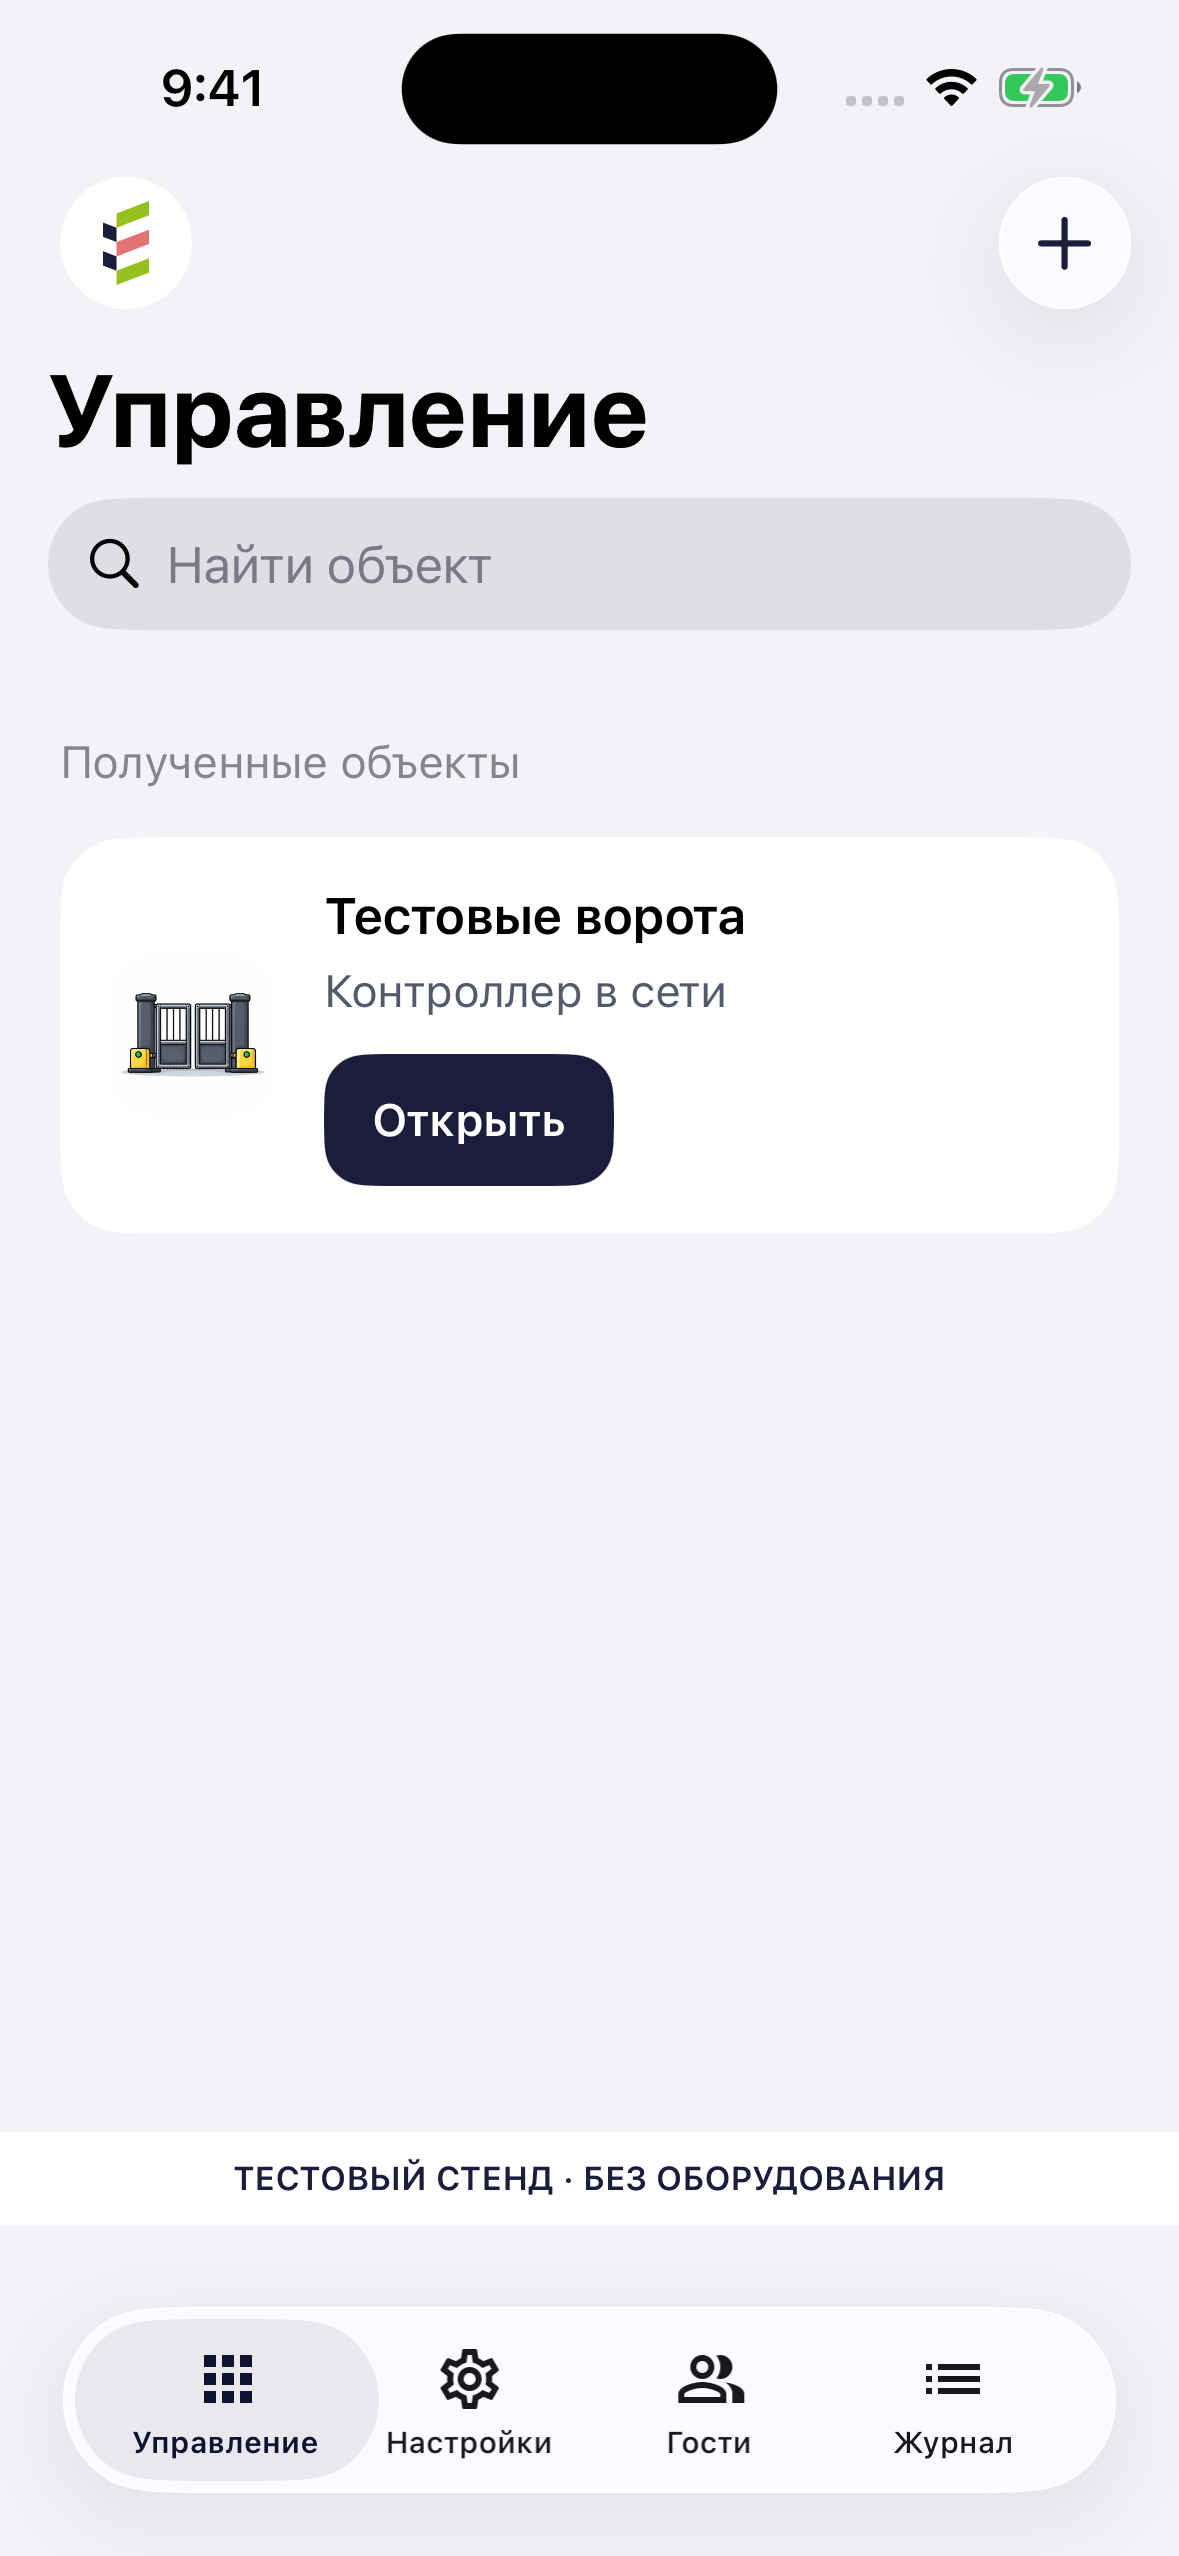 9:41
Управление
Найти объект
Полученные объекты
Тестовые ворота
Контроллер в сети
Открыть
ТЕСТОВЫЙ СТЕНД · БЕЗ ОБОРУДОВАНИЯ
Управление
Настройки
Гости
Журнал